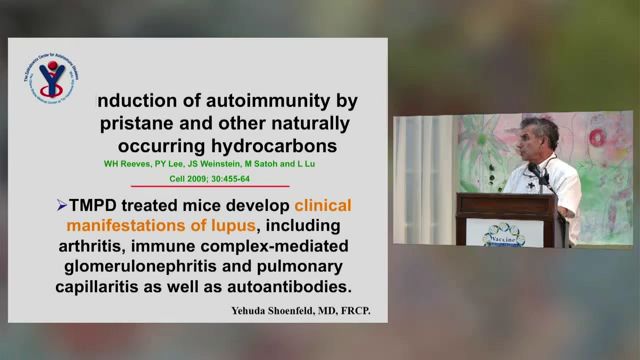 nduction of autoimmunity by
pristane and other naturally
occurring hydrocarbons
WH Reeves, PY Lee, JS Weinstein, M Satoh and L Lu
Cell 2009; 30:455-64
➢TMPD treated mice develop clinical
manifestations of lupus, including
arthritis, immune complex-mediated
glomerulonephritis and pulmonary
capillaritis as well as autoantibodies.
Yehuda Shoenfeld, MD, FRCP.
Vaccine